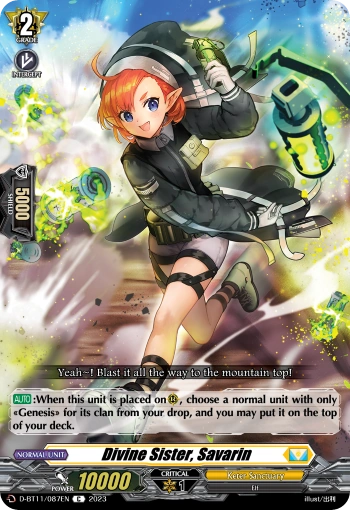 2
GRADE
INTERCEPT
5000
SHIELD
Yeah~! Blast it all the way to the mountain top!
AUTO:When this unit is placed on Ⓡ, choose a normal unit with only
«Genesis» for its clan from your drop, and you may put it on the top
of your deck.
NORMAL UNIT
Divine Sister, Savarin
POWER 10000
CRITICAL
1
Keter Sanctuary
Elf
D-BT11/087EN C 2023
illust/出利